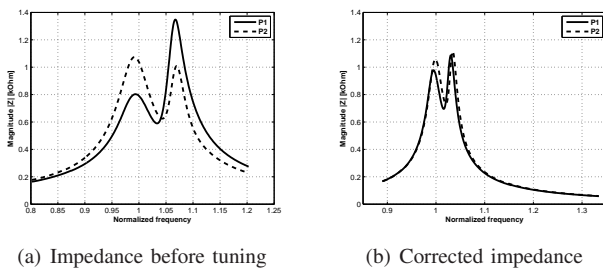 1.4
1.2
1
0.8
0.6
0.4
0.2
0
Magnitude |Z| [kOhm]
P1
P2
0.8 0.85 0.9 0.95 1 1.05 1.1 1.15 1.2 1.25
Normalized frequency
(a) Impedance before tuning
1.4
1.2
1
0.8
0.6
0.4
0.2
0
Magnitude |Z| [kOhm]
P1
P2
0.9 1 1.1 1.2 1.3
Normalized frequency
(b) Corrected impedance